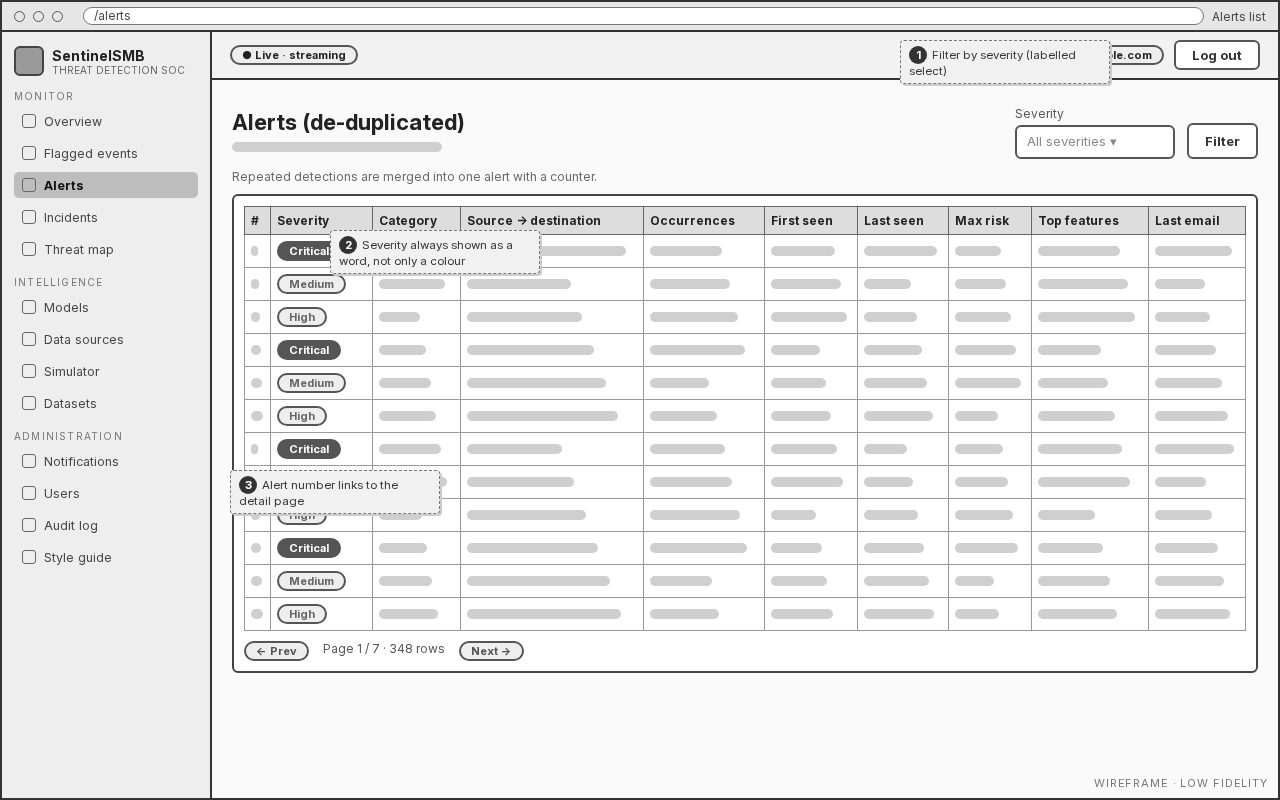 /alerts
Alerts list
SentinelSMB
THREAT DETECTION SOC
MONITOR
Overview
Flagged events
Alerts
Incidents
Threat map
INTELLIGENCE
Models
Data sources
Simulator
Datasets
ADMINISTRATION
Notifications
Users
Audit log
Style guide
● Live · streaming
1 Filter by severity (labelled
select)
le.com
Log out
Alerts (de-duplicated)
Severity
All severities ▾
Filter
Repeated detections are merged into one alert with a counter.
# Severity Category Source → destination Occurrences First seen Last seen Max risk Top features Last email
Critical
2 Severity always shown as a
word, not only a colour
Medium
High
Critical
Medium
High
Critical
3 Alert number links to the
detail page
High
Critical
Medium
High
← Prev Page 1 / 7 · 348 rows Next →
WIREFRAME · LOW FIDELITY